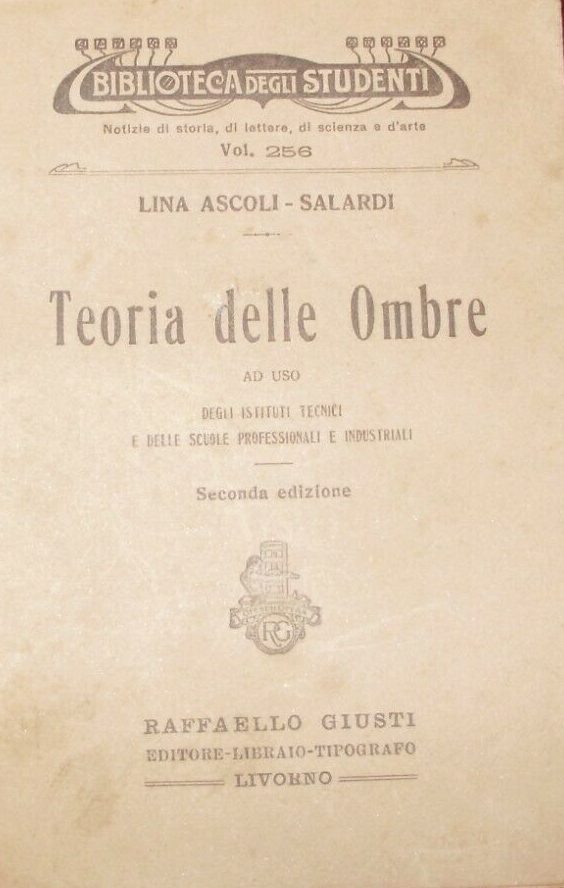 BIBLIOTECA DEGLI STUDENTI
Notizie di storia, di lettere, di scienza e d'arte
Vol. 256
LINA ASCOLI - SALARDI
Teoria delle Ombre
AD USO
DEGLI ISTITUTI TECNICI
E DELLE SCUOLE PROFESSIONALI E INDUSTRIALI
Seconda edizione
RG
RAFFAELLO GIUSTI
EDITORE-LIBRAIO-TIPOGRAFO
LIVORNO